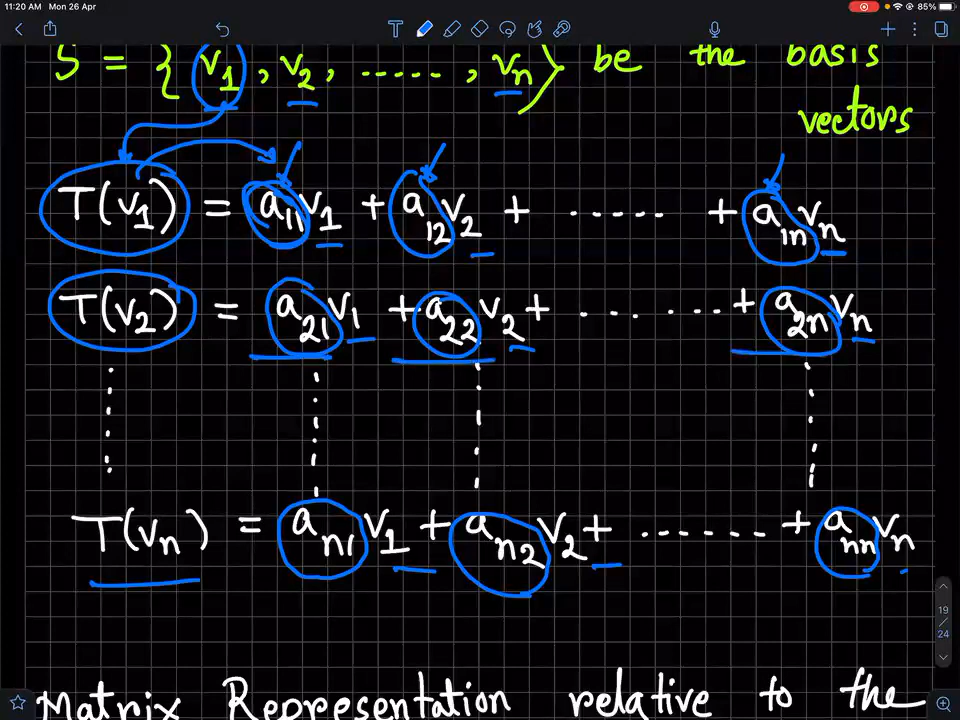 11:20 AM Mon 26 Apr 85%
S = { v₁, v₂, ....., vₙ } be the basis
vectors
T(v₁) = a₁₁v₁ + a₁₂v₂ + ...... + a₁ₙvₙ
T(v₂) = a₂₁v₁ + a₂₂v₂ + ........ + a₂ₙvₙ
T(vₙ) = aₙ₁v₁ + aₙ₂v₂ + ........ + aₙₙvₙ
19
/
24
Matrix Representation relative to the